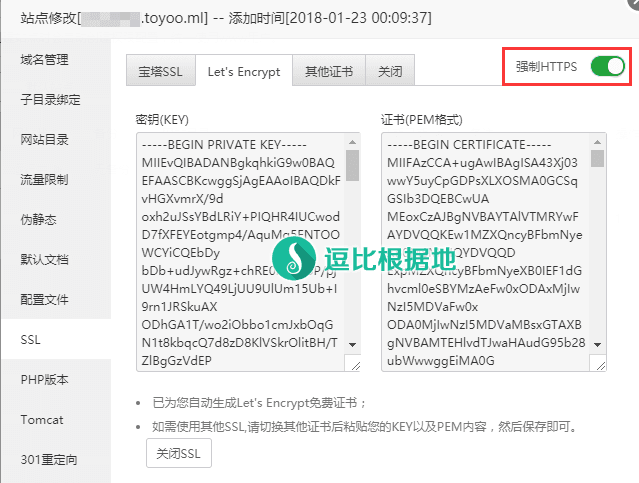 站点修改[.toyoo.ml] -- 添加时间[2018-01-23 00:09:37]
域名管理
子目录绑定
网站目录
流量限制
伪静态
默认文档
配置文件
SSL
PHP版本
Tomcat
301重定向
宝塔SSL
Let's Encrypt
其他证书
关闭
强制HTTPS
密钥(KEY)
-----BEGIN PRIVATE KEY-----
MIIEvQIBADANBgkqhkiG9w0BAQ
EFAASCBKcwggSjAgEAAoIBAQDkF
vHGXvmrX/9d
oxh2uJSsYBdLRiY+PIQHR4IUCwod
D7fXFEYEotgmp4/AquMg5FNTOO
WCYiCQEbDy
bDb+udJywRgz+chRE0
UW4HmLYQ49LjUU9UlUm15Ub+I
9rn1JRSkuAX
ODhGA1T/wo2iObbo1cmJxbOqG
N1t8kbqcQ7d8zD8KlVSkrOlitBH/T
ZlBgGzVdEP
证书(PEM格式)
-----BEGIN CERTIFICATE-----
MIIFAzCCA+ugAwIBAgISA43Xj03
wwY5uyCpGDPsXLXOSMA0GCSq
GSIb3DQEBCwUA
MEoxCzAJBgNVBAYTAlVTMRYwF
AYDVQQKEw1MZXQncyBFbmNye
QYDVQQD
ExpMZXQncyBFbmNyeXB0IEF1dG
hvcml0eSBYMzAeFw0xODAxMjIw
NzI5MDVaFw0x
ODA0MjIwNzI5MDVaMBsxGTAXB
gNVBAMTEHlvdTJwaHAudG95b28
ubWwwggEiMA0G
逗比根据地
已为您自动生成Let's Encrypt免费证书；
如需使用其他SSL,请切换其他证书后粘贴您的KEY以及PEM内容，然后保存即可。
关闭SSL